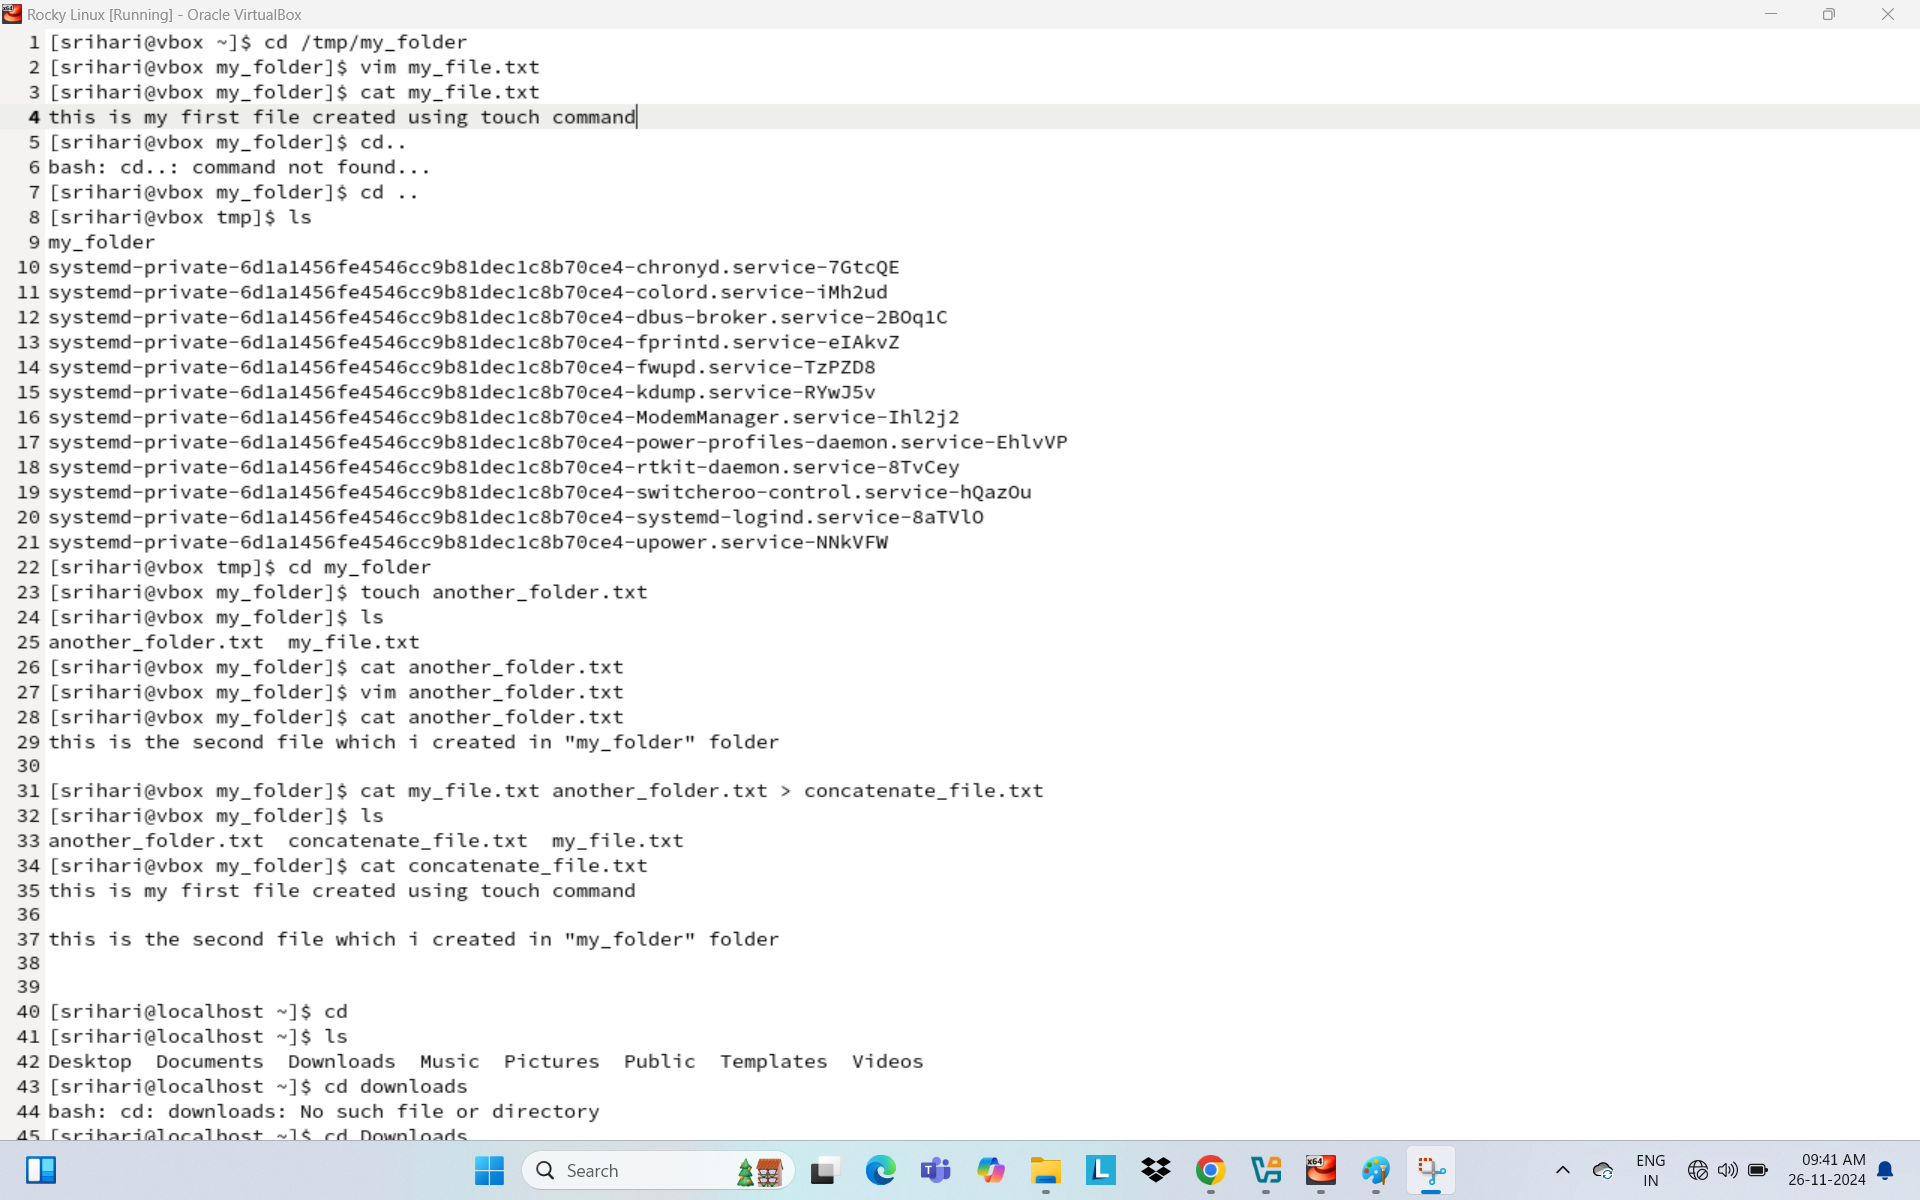 Rocky Linux [Running] - Oracle VirtualBox
1 [srihari@vbox ~]$ cd /tmp/my_folder
2 [srihari@vbox my_folder]$ vim my_file.txt
3 [srihari@vbox my_folder]$ cat my_file.txt
4 this is my first file created using touch command
5 [srihari@vbox my_folder]$ cd..
6 bash: cd..: command not found...
7 [srihari@vbox my_folder]$ cd ..
8 [srihari@vbox tmp]$ ls
9 my_folder
10 systemd-private-6d1a1456fe4546cc9b81dec1c8b70ce4-chronyd.service-7GtcQE
11 systemd-private-6d1a1456fe4546cc9b81dec1c8b70ce4-colord.service-iMh2ud
12 systemd-private-6d1a1456fe4546cc9b81dec1c8b70ce4-dbus-broker.service-2BOq1C
13 systemd-private-6d1a1456fe4546cc9b81dec1c8b70ce4-fprintd.service-eIAkvZ
14 systemd-private-6d1a1456fe4546cc9b81dec1c8b70ce4-fwupd.service-TzPZD8
15 systemd-private-6d1a1456fe4546cc9b81dec1c8b70ce4-kdump.service-RYwJ5v
16 systemd-private-6d1a1456fe4546cc9b81dec1c8b70ce4-ModemManager.service-Ihl2j2
17 systemd-private-6d1a1456fe4546cc9b81dec1c8b70ce4-power-profiles-daemon.service-EhlvVP
18 systemd-private-6d1a1456fe4546cc9b81dec1c8b70ce4-rtkit-daemon.service-8TvCey
19 systemd-private-6d1a1456fe4546cc9b81dec1c8b70ce4-switcheroo-control.service-hQazOu
20 systemd-private-6d1a1456fe4546cc9b81dec1c8b70ce4-systemd-logind.service-8aTVlO
21 systemd-private-6d1a1456fe4546cc9b81dec1c8b70ce4-upower.service-NNkVFW
22 [srihari@vbox tmp]$ cd my_folder
23 [srihari@vbox my_folder]$ touch another_folder.txt
24 [srihari@vbox my_folder]$ ls
25 another_folder.txt  my_file.txt
26 [srihari@vbox my_folder]$ cat another_folder.txt
27 [srihari@vbox my_folder]$ vim another_folder.txt
28 [srihari@vbox my_folder]$ cat another_folder.txt
29 this is the second file which i created in "my_folder" folder
30
31 [srihari@vbox my_folder]$ cat my_file.txt another_folder.txt > concatenate_file.txt
32 [srihari@vbox my_folder]$ ls
33 another_folder.txt  concatenate_file.txt  my_file.txt
34 [srihari@vbox my_folder]$ cat concatenate_file.txt
35 this is my first file created using touch command
36
37 this is the second file which i created in "my_folder" folder
38
39
40 [srihari@localhost ~]$ cd
41 [srihari@localhost ~]$ ls
42 Desktop  Documents  Downloads  Music  Pictures  Public  Templates  Videos
43 [srihari@localhost ~]$ cd downloads
44 bash: cd: downloads: No such file or directory
45 [srihari@localhost ~]$ cd Downloads
Search
L
x64
ENG
IN
09:41 AM
26-11-2024